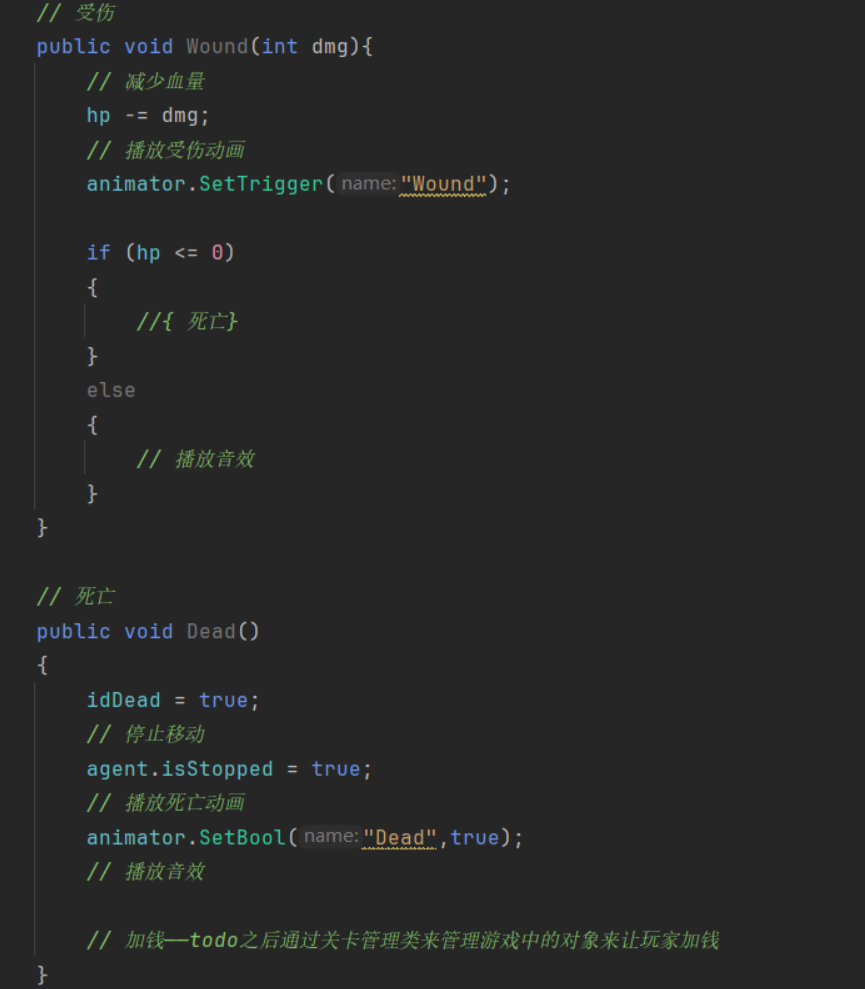 // 受伤
public void Wound(int dmg){
// 减少血量
hp -= dmg;
// 播放受伤动画
animator.SetTrigger( name: "Wound");
if (hp <= 0)
{
//{ 死亡}
}
else
{
// 播放音效
}
}
// 死亡
public void Dead()
{
idDead = true;
// 停止移动
agent.isStopped = true;
// 播放死亡动画
animator.SetBool( name: "Dead",true);
// 播放音效
// 加钱——todo之后通过关卡管理类来管理游戏中的对象来让玩家加钱
}